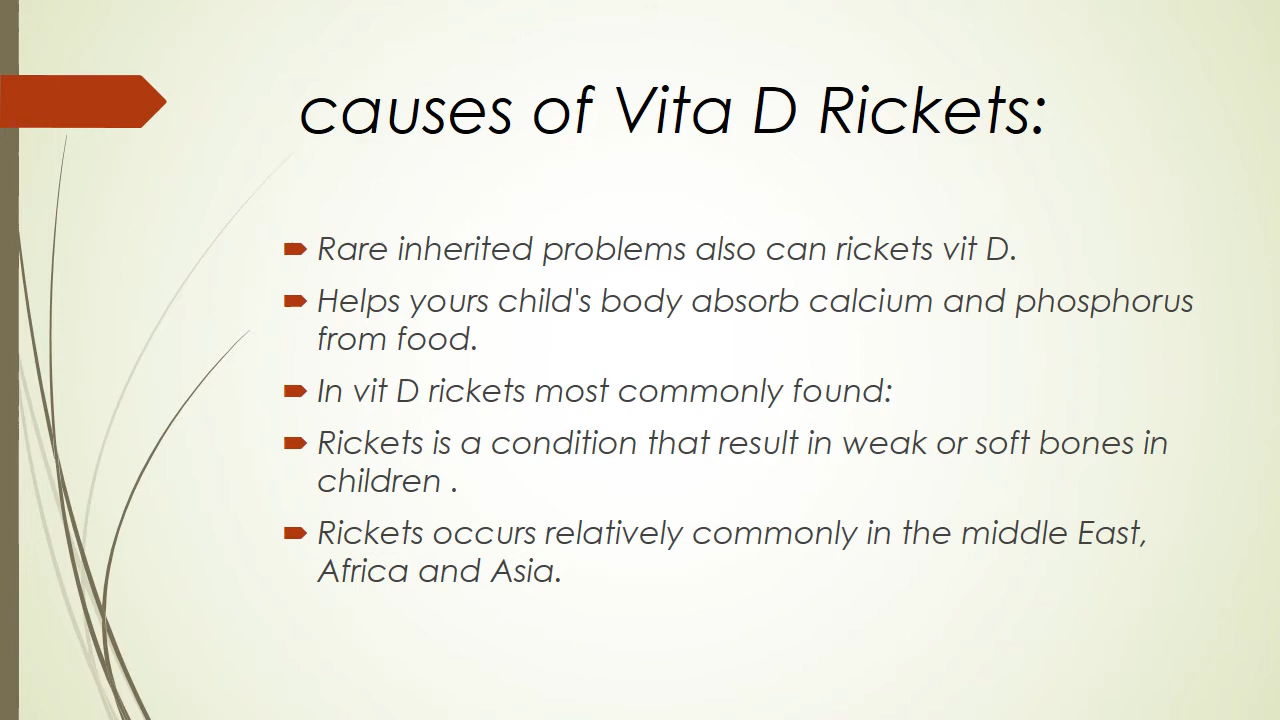 causes of Vita D Rickets:
Rare inherited problems also can rickets vit D.
Helps yours child's body absorb calcium and phosphorus
from food.
In vit D rickets most commonly found:
Rickets is a condition that result in weak or soft bones in
children .
Rickets occurs relatively commonly in the middle East,
Africa and Asia.